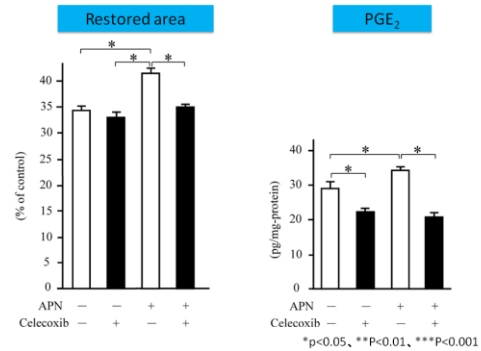 Restored area
PGE₂
*
*
*
40
35
30
25
20
15
10
5
0
(% of control)
APN − − + +
Celecoxib − + − +
*
*
*
40
30
20
10
0
(pg/mg-protein)
APN − − + +
Celecoxib − + − +
*p<0.05、**P<0.01、***P<0.001